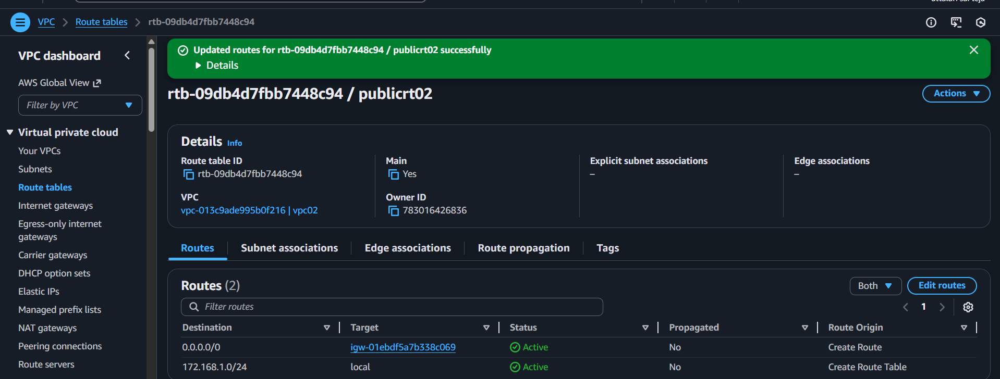 VPC > Route tables > rtb-09db4d7fbb7448c94
VPC dashboard
AWS Global View
Filter by VPC
Virtual private cloud
Your VPCs
Subnets
Route tables
Internet gateways
Egress-only internet
gateways
Carrier gateways
DHCP option sets
Elastic IPs
Managed prefix lists
NAT gateways
Peering connections
Route servers
Updated routes for rtb-09db4d7fbb7448c94 / publicrt02 successfully
Details
rtb-09db4d7fbb7448c94 / publicrt02
Actions
Details Info
Route table ID
rtb-09db4d7fbb7448c94
Main
Yes
Explicit subnet associations
–
Edge associations
–
VPC
vpc-013c9ade995b0f216 | vpc02
Owner ID
783016426836
Routes Subnet associations Edge associations Route propagation Tags
Routes (2)
Both
Edit routes
Filter routes
1
Destination Target Status Propagated Route Origin
0.0.0.0/0 igw-01ebdf5a7b338c069 Active No Create Route
172.168.1.0/24 local Active No Create Route Table